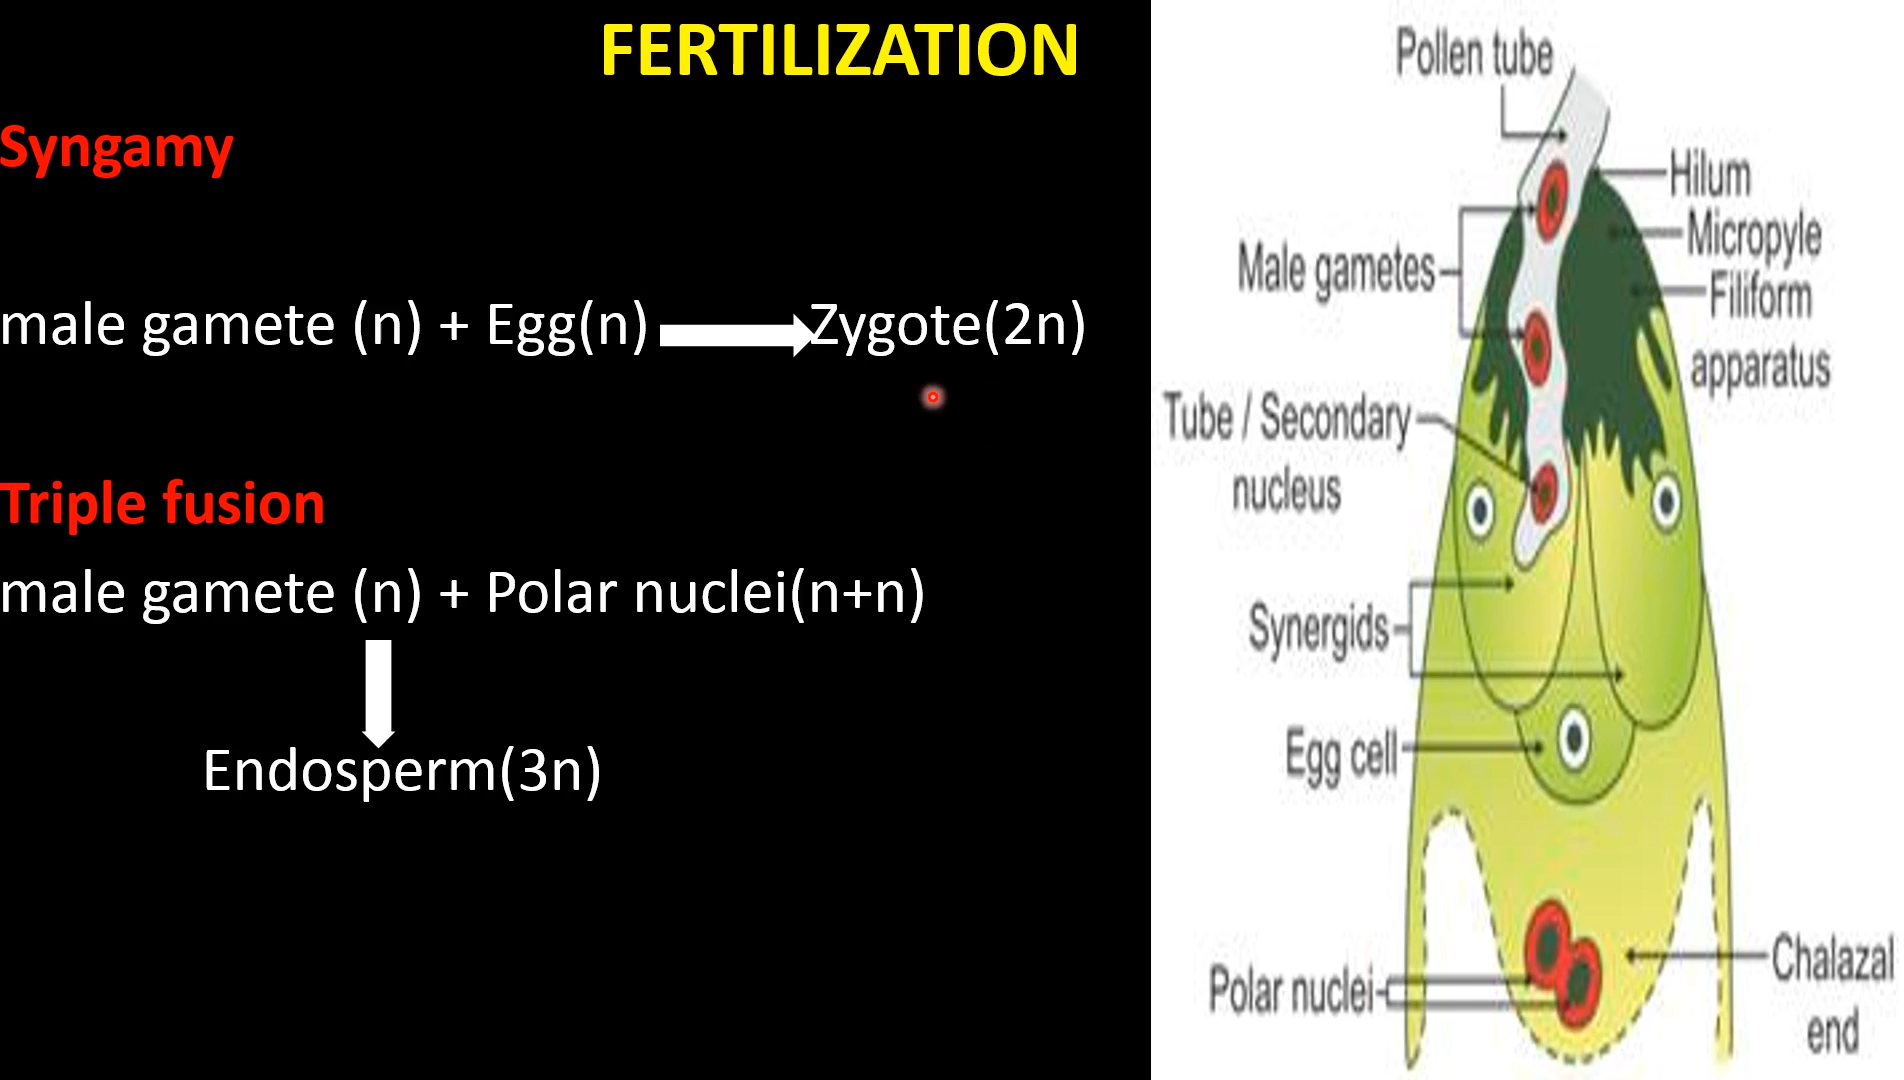 FERTILIZATION
Syngamy
male gamete (n) + Egg(n) Zygote(2n)
Triple fusion
male gamete (n) + Polar nuclei(n+n)
Endosperm(3n)
Pollen tube
Hilum
Micropyle
Male gametes
Filiform
apparatus
Tube / Secondary
nucleus
Synergids
Egg cell
Polar nuclei
Chalazal
end